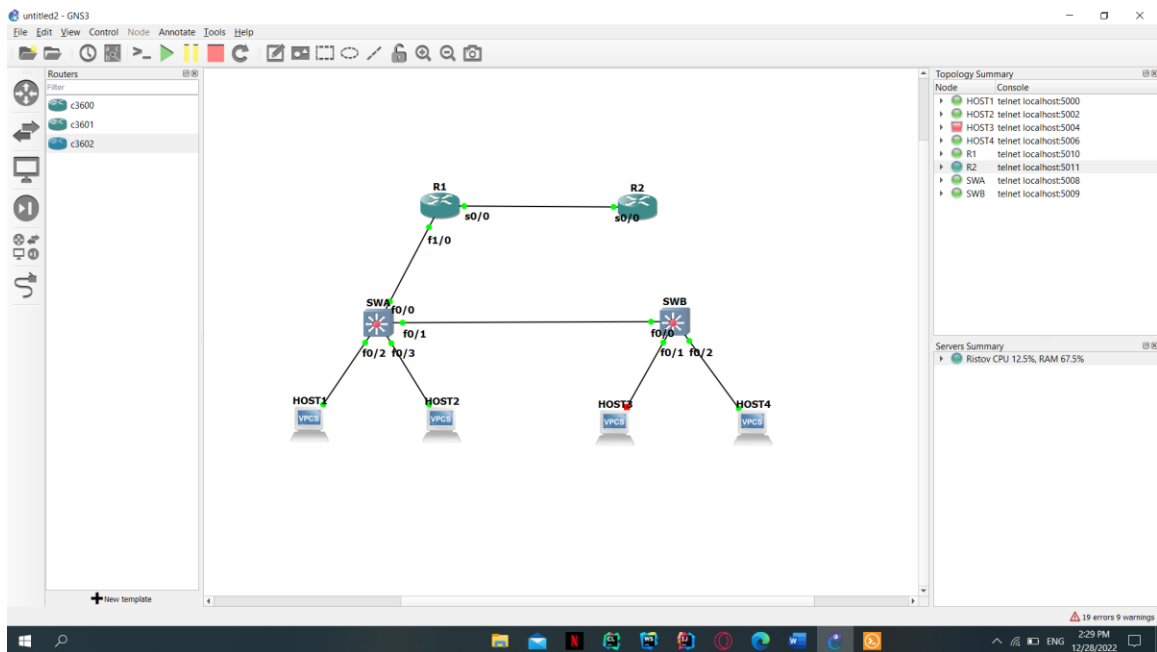 untitled2 - GNS3
File Edit View Control Node Annotate Tools Help
Routers
Filter
c3600
c3601
c3602
New template
R1
R2
s0/0
s0/0
f1/0
SWA
f0/0
f0/1
f0/2 f0/3
SWB
f0/0
f0/1 f0/2
HOST1
VPCS
HOST2
VPCS
HOST3
VPCS
HOST4
VPCS
Topology Summary
Node Console
HOST1 telnet localhost:5000
HOST2 telnet localhost:5002
HOST3 telnet localhost:5004
HOST4 telnet localhost:5006
R1 telnet localhost:5010
R2 telnet localhost:5011
SWA telnet localhost:5008
SWB telnet localhost:5009
Servers Summary
Ristov CPU 12.5%, RAM 67.5%
19 errors 9 warnings
N
CL
WS
IJ
W
ENG
2:29 PM
12/28/2022